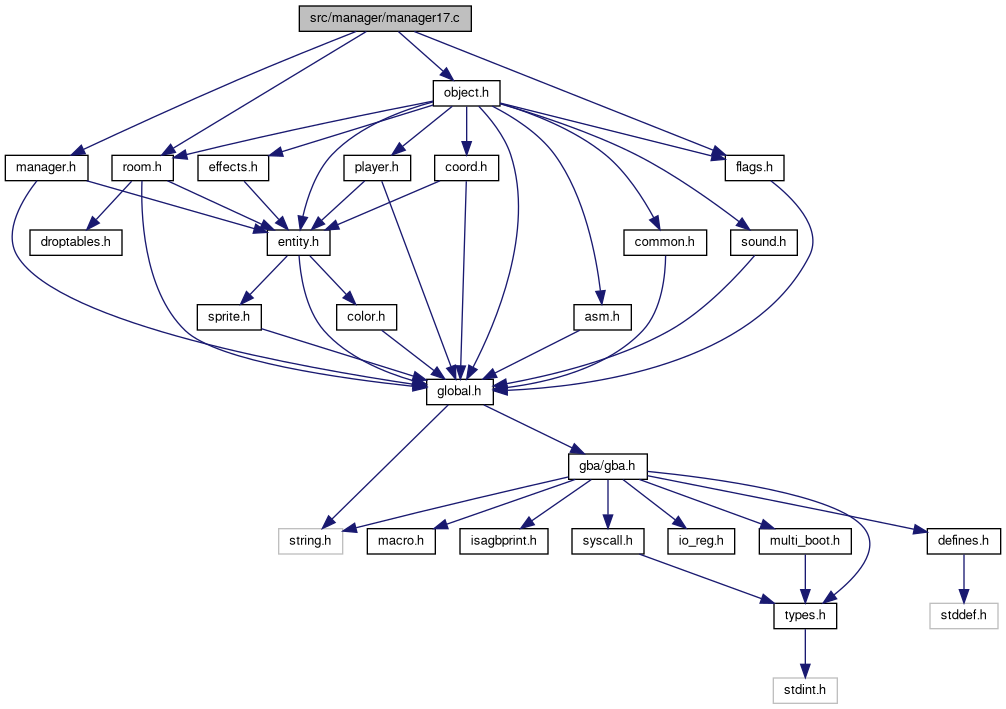 src/manager/manager17.c
object.h
manager.h
room.h
effects.h
player.h
coord.h
flags.h
droptables.h
entity.h
common.h
sound.h
sprite.h
color.h
asm.h
global.h
gba/gba.h
string.h
macro.h
isagbprint.h
syscall.h
io_reg.h
multi_boot.h
defines.h
types.h
stddef.h
stdint.h